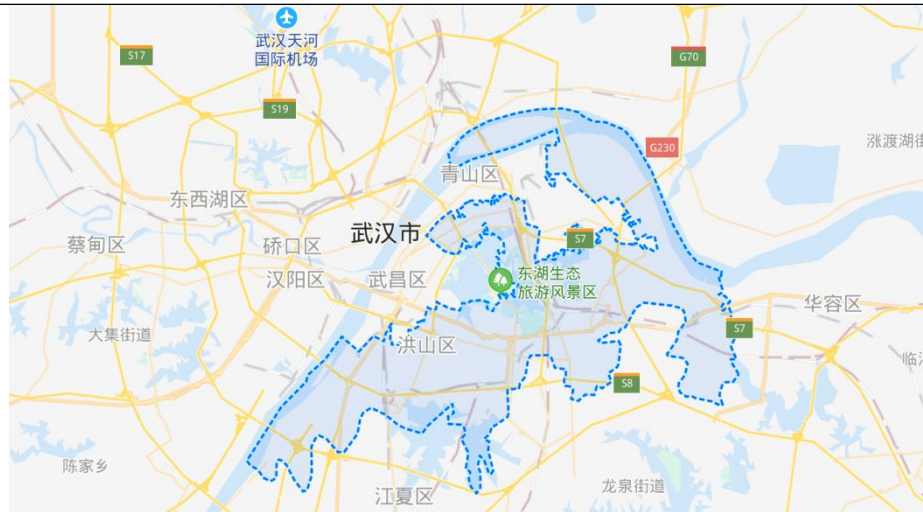 武汉天河
国际机场
S17
G70
S19
G230
涨渡湖街
青山区
东西湖区
武汉市
蔡甸区
硚口区
S7
汉阳区
武昌区
东湖生态
旅游风景区
华容区
大集街道
洪山区
S7
临江
S8
陈家乡
龙泉街道
江夏区